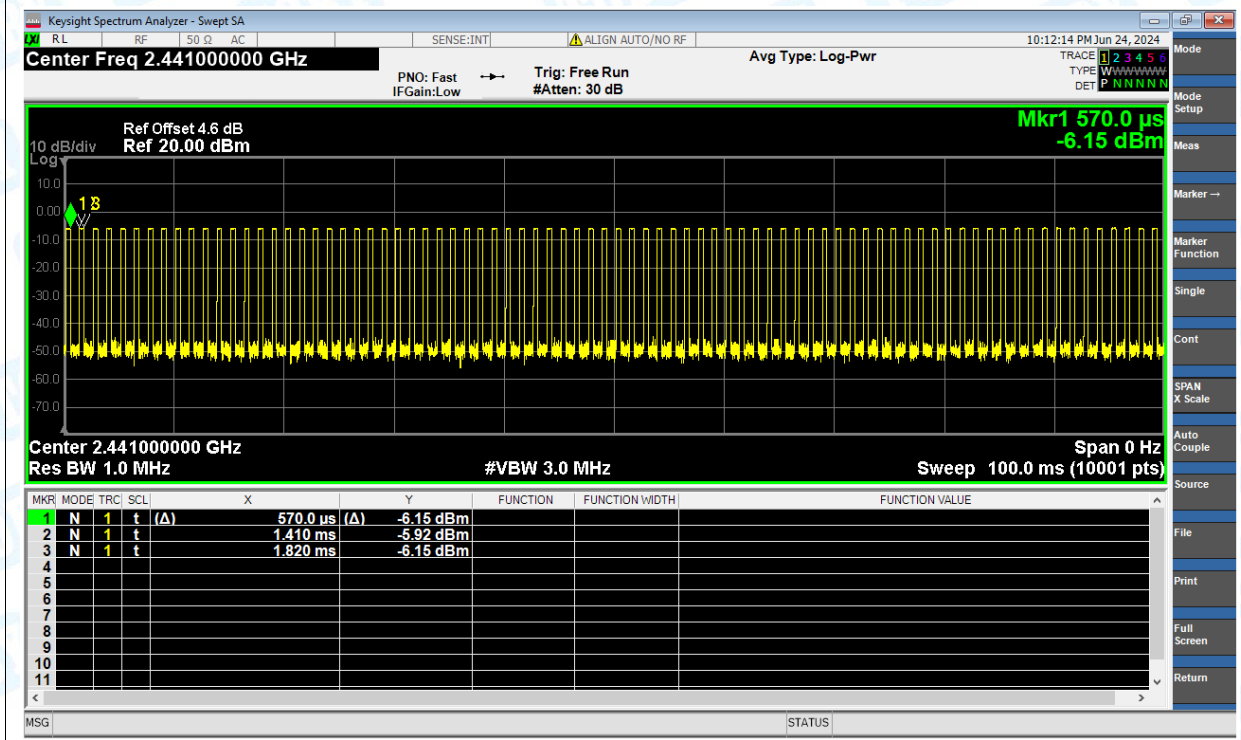 Keysight Spectrum Analyzer - Swept SA
LXI RL RF 50 Ω AC SENSE:INT ALIGN AUTO/NO RF 10:12:14 PM Jun 24, 2024
Center Freq 2.441000000 GHz
Avg Type: Log-Pwr
TRACE 1 2 3 4 5 6
TYPE WWWWWW
DET P N N N N N
PNO: Fast
IFGain:Low
Trig: Free Run
#Atten: 30 dB
Mkr1 570.0 µs
-6.15 dBm
Ref Offset 4.6 dB
10 dB/div Ref 20.00 dBm
Log
10.0
0.00
-10.0
-20.0
-30.0
-40.0
-50.0
-60.0
-70.0
1 3
Center 2.441000000 GHz Span 0 Hz
Res BW 1.0 MHz #VBW 3.0 MHz Sweep 100.0 ms (10001 pts)
MKR MODE TRC SCL X Y FUNCTION FUNCTION WIDTH FUNCTION VALUE
1 N 1 t (Δ) 570.0 µs (Δ) -6.15 dBm
2 N 1 t 1.410 ms -5.92 dBm
3 N 1 t 1.820 ms -6.15 dBm
4
5
6
7
8
9
10
11
MSG STATUS
Mode
Mode
Setup
Meas
Marker →
Marker
Function
Single
Cont
SPAN
X Scale
Auto
Couple
Source
File
Print
Full
Screen
Return